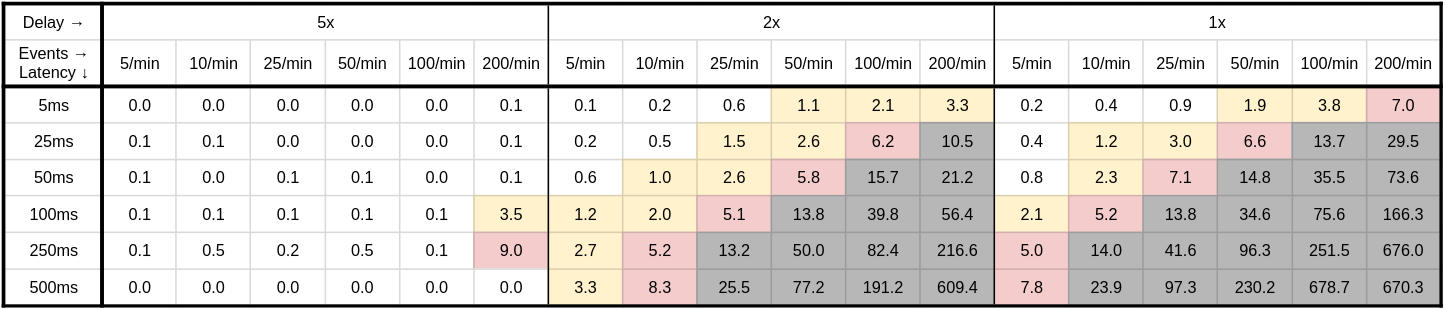 Delay → 5x 2x 1x
Events → 5/min 10/min 25/min 50/min 100/min 200/min 5/min 10/min 25/min 50/min 100/min 200/min 5/min 10/min 25/min 50/min 100/min 200/min
Latency ↓
5ms 0.0 0.0 0.0 0.0 0.0 0.1 0.1 0.2 0.6 1.1 2.1 3.3 0.2 0.4 0.9 1.9 3.8 7.0
25ms 0.1 0.1 0.0 0.0 0.0 0.1 0.2 0.5 1.5 2.6 6.2 10.5 0.4 1.2 3.0 6.6 13.7 29.5
50ms 0.1 0.0 0.1 0.1 0.0 0.1 0.6 1.0 2.6 5.8 15.7 21.2 0.8 2.3 7.1 14.8 35.5 73.6
100ms 0.1 0.1 0.1 0.1 0.1 3.5 1.2 2.0 5.1 13.8 39.8 56.4 2.1 5.2 13.8 34.6 75.6 166.3
250ms 0.1 0.5 0.2 0.5 0.1 9.0 2.7 5.2 13.2 50.0 82.4 216.6 5.0 14.0 41.6 96.3 251.5 676.0
500ms 0.0 0.0 0.0 0.0 0.0 0.0 3.3 8.3 25.5 77.2 191.2 609.4 7.8 23.9 97.3 230.2 678.7 670.3